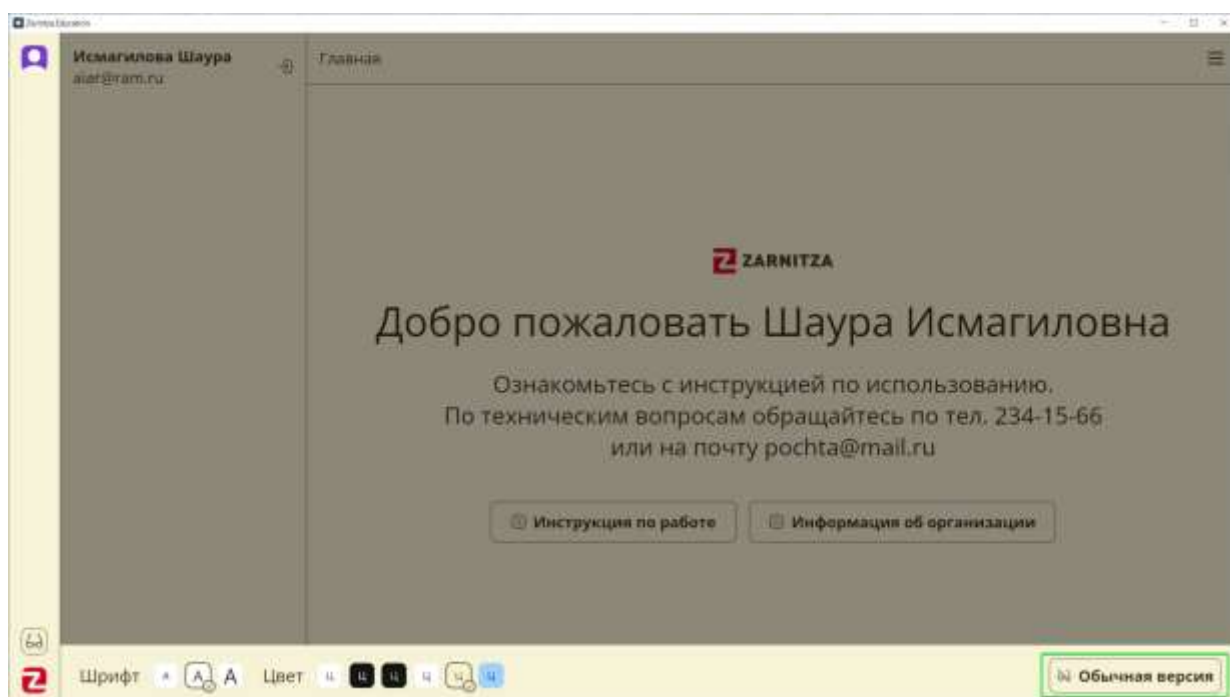 Zarnitza Education
Исмагилова Шаура
aiar@ram.ru
Главная
ZARNITZA
Добро пожаловать Шаура Исмагиловна
Ознакомьтесь с инструкцией по использованию.
По техническим вопросам обращайтесь по тел. 234-15-66
или на почту pochta@mail.ru
Инструкция по работе
Информация об организации
Шрифт А А А Цвет Ц Ц Ц Ц Ц Ц
Обычная версия